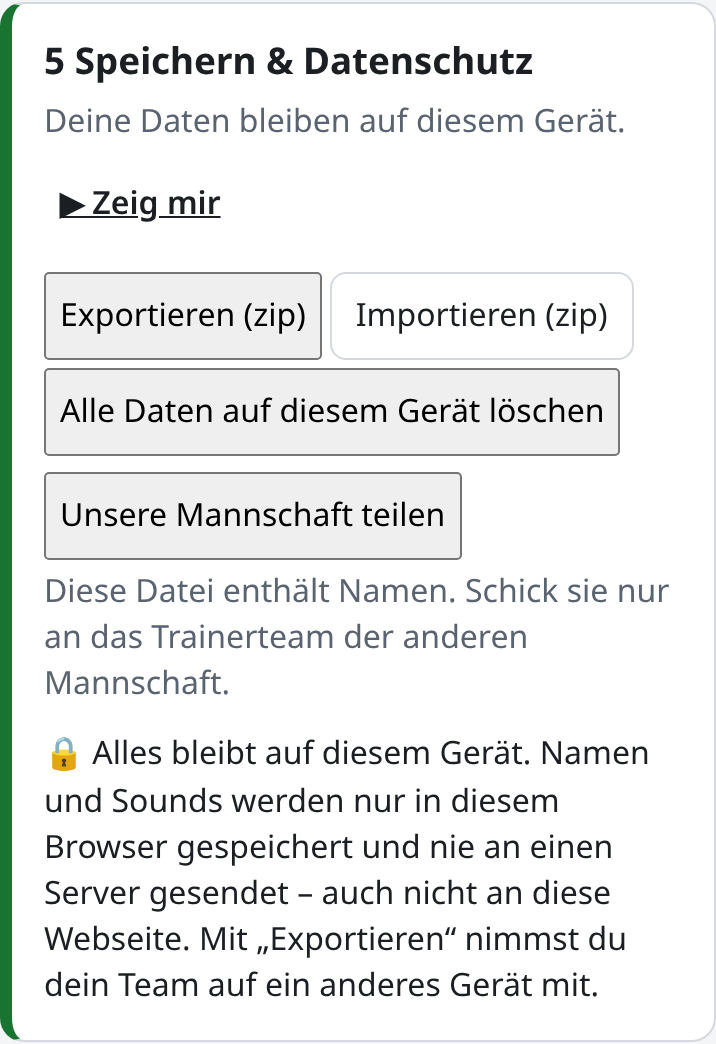 5 Speichern & Datenschutz
Deine Daten bleiben auf diesem Gerät.
▶ Zeig mir
Exportieren (zip) Importieren (zip)
Alle Daten auf diesem Gerät löschen
Unsere Mannschaft teilen
Diese Datei enthält Namen. Schick sie nur
an das Trainerteam der anderen
Mannschaft.
🔒 Alles bleibt auf diesem Gerät. Namen
und Sounds werden nur in diesem
Browser gespeichert und nie an einen
Server gesendet – auch nicht an diese
Webseite. Mit „Exportieren“ nimmst du
dein Team auf ein anderes Gerät mit.